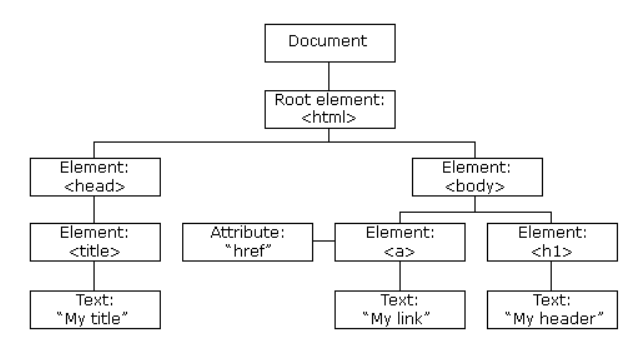 Document
Root element:
<html>
Element:
<head>
Element:
<body>
Element:
<title>
Attribute:
“href”
Element:
<a>
Element:
<h1>
Text:
“My title”
Text:
“My link”
Text:
“My header”